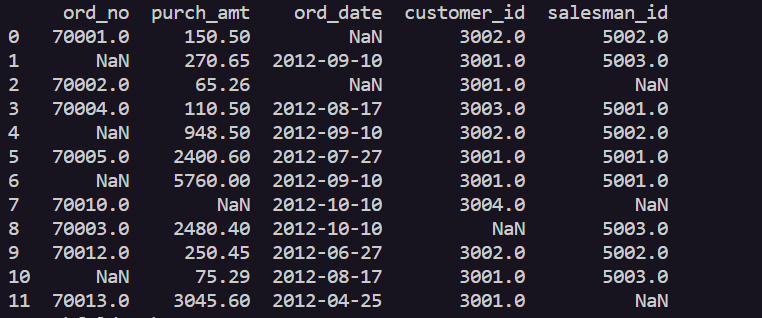 ord_no purch_amt ord_date customer_id salesman_id
0 70001.0 150.50 NaN 3002.0 5002.0
1 NaN 270.65 2012-09-10 3001.0 5003.0
2 70002.0 65.26 NaN 3001.0 NaN
3 70004.0 110.50 2012-08-17 3003.0 5001.0
4 NaN 948.50 2012-09-10 3002.0 5002.0
5 70005.0 2400.60 2012-07-27 3001.0 5001.0
6 NaN 5760.00 2012-09-10 3001.0 5001.0
7 70010.0 NaN 2012-10-10 3004.0 NaN
8 70003.0 2480.40 2012-10-10 NaN 5003.0
9 70012.0 250.45 2012-06-27 3002.0 5002.0
10 NaN 75.29 2012-08-17 3001.0 5003.0
11 70013.0 3045.60 2012-04-25 3001.0 NaN